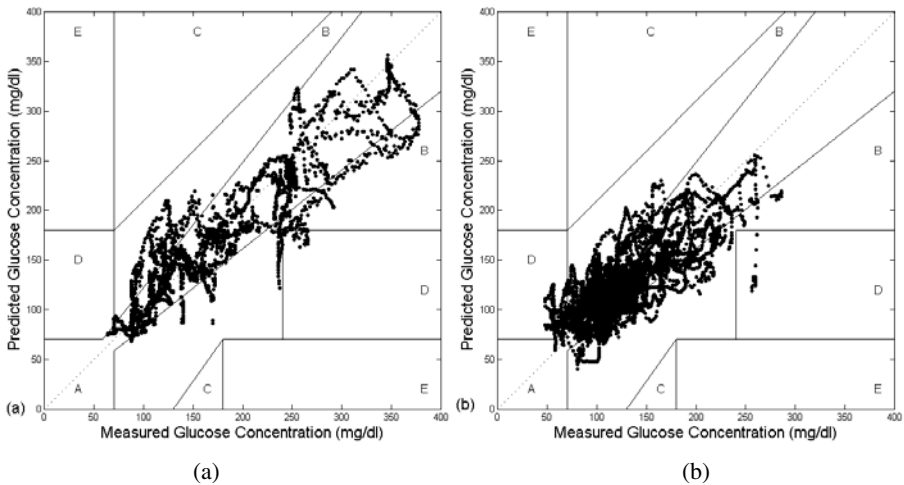 400
350
300
250
200
150
100
50
0
Predicted Glucose Concentration (mg/dl)
E
C
B
B
D
D
A
C
E
(a)
0 50 100 150 200 250 300 350 400
Measured Glucose Concentration (mg/dl)
(a)
400
350
300
250
200
150
100
50
0
Predicted Glucose Concentration (mg/dl)
E
C
B
B
D
D
A
C
E
(b)
0 50 100 150 200 250 300 350 400
Measured Glucose Concentration (mg/dl)
(b)